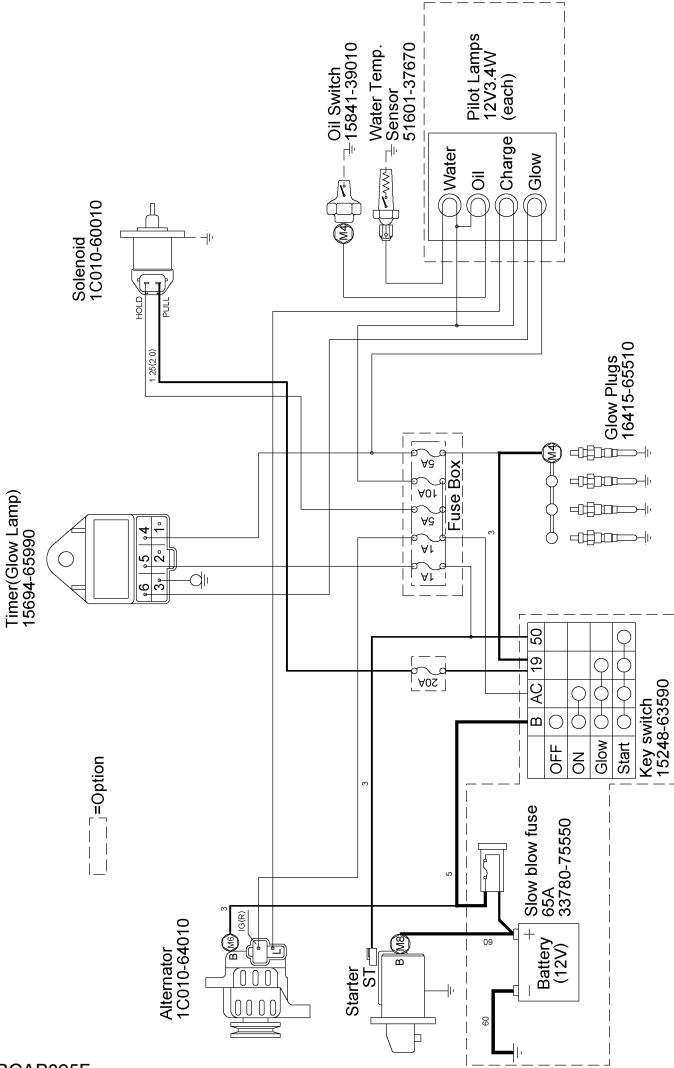 Solenoid
1C010-60010
HOLD
PULL
1.25(2.0)
Oil Switch
15841-39010
Water Temp.
Sensor
51601-37670
M4
Pilot Lamps
12V3.4W
(each)
Water
Oil
Charge
Glow
Timer(Glow Lamp)
15694-65990
6 5 4
3 2 1
=Option
1A
1A
5A
10A
5A
Fuse Box
20A
3
M4
Glow Plugs
16415-65510
Alternator
1C010-64010
B
M6
IG(R)
L
3
3
5
Starter
ST
B
M8
60
60
Battery
(12V)
+
−
Slow blow fuse
65A
33780-75550
B AC 19 50
OFF
ON
Glow
Start
Key switch
15248-63590